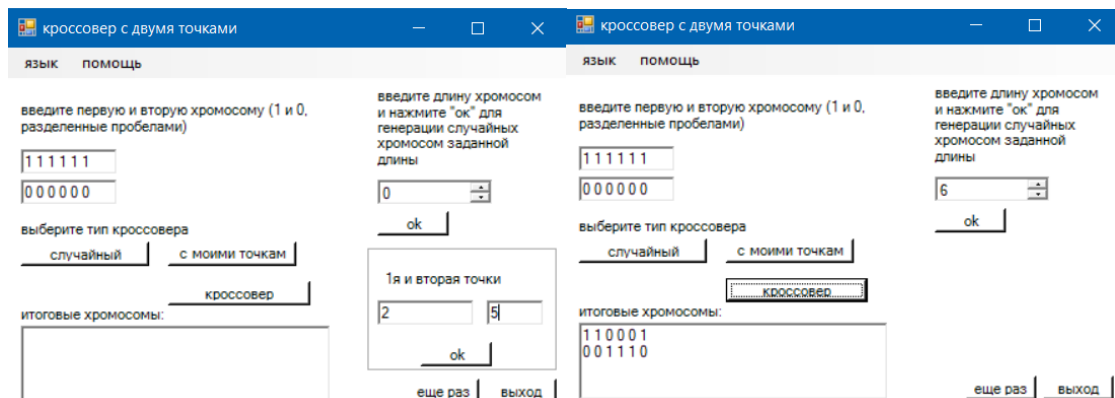 кроссовер с двумя точками
язык помощь
введите первую и вторую хромосому (1 и 0,
разделенные пробелами)
1 1 1 1 1 1
0 0 0 0 0 0
выберите тип кроссовера
случайный с моими точкам
кроссовер
итоговые хромосомы:
введите длину хромосом
и нажмите "ок" для
генерации случайных
хромосом заданной
длины
0
ok
1я и вторая точки
2 5
ok
еще раз выход
кроссовер с двумя точками
язык помощь
введите первую и вторую хромосому (1 и 0,
разделенные пробелами)
1 1 1 1 1 1
0 0 0 0 0 0
выберите тип кроссовера
случайный с моими точкам
кроссовер
итоговые хромосомы:
1 1 0 0 0 1
0 0 1 1 1 0
введите длину хромосом
и нажмите "ок" для
генерации случайных
хромосом заданной
длины
6
ok
еще раз выход